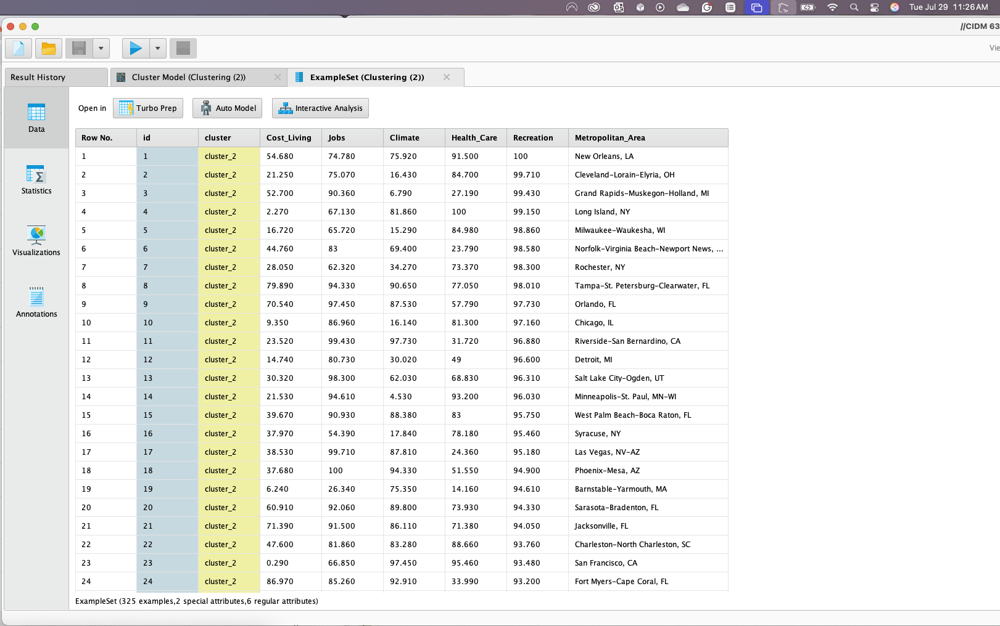 Tue Jul 29 11:26AM
//CIDM 63
Vie
Result History
Cluster Model (Clustering (2))
ExampleSet (Clustering (2))
Open in
Turbo Prep
Auto Model
Interactive Analysis
Data
Statistics
Visualizations
Annotations
Row No. id cluster Cost_Living Jobs Climate Health_Care Recreation Metropolitan_Area
1 1 cluster_2 54.680 74.780 75.920 91.500 100 New Orleans, LA
2 2 cluster_2 21.250 75.070 16.430 84.700 99.710 Cleveland-Lorain-Elyria, OH
3 3 cluster_2 52.700 90.360 6.790 27.190 99.430 Grand Rapids-Muskegon-Holland, MI
4 4 cluster_2 2.270 67.130 81.860 100 99.150 Long Island, NY
5 5 cluster_2 16.720 65.720 15.290 84.980 98.860 Milwaukee-Waukesha, WI
6 6 cluster_2 44.760 83 69.400 23.790 98.580 Norfolk-Virginia Beach-Newport News, ...
7 7 cluster_2 28.050 62.320 34.270 73.370 98.300 Rochester, NY
8 8 cluster_2 79.890 94.330 90.650 77.050 98.010 Tampa-St. Petersburg-Clearwater, FL
9 9 cluster_2 70.540 97.450 87.530 57.790 97.730 Orlando, FL
10 10 cluster_2 9.350 86.960 16.140 81.300 97.160 Chicago, IL
11 11 cluster_2 23.520 99.430 97.730 31.720 96.880 Riverside-San Bernardino, CA
12 12 cluster_2 14.740 80.730 30.020 49 96.600 Detroit, MI
13 13 cluster_2 30.320 98.300 62.030 68.830 96.310 Salt Lake City-Ogden, UT
14 14 cluster_2 21.530 94.610 4.530 93.200 96.030 Minneapolis-St. Paul, MN-WI
15 15 cluster_2 39.670 90.930 88.380 83 95.750 West Palm Beach-Boca Raton, FL
16 16 cluster_2 37.970 54.390 17.840 78.180 95.460 Syracuse, NY
17 17 cluster_2 38.530 99.710 87.810 24.360 95.180 Las Vegas, NV-AZ
18 18 cluster_2 37.680 100 94.330 51.550 94.900 Phoenix-Mesa, AZ
19 19 cluster_2 6.240 26.340 75.350 14.160 94.610 Barnstable-Yarmouth, MA
20 20 cluster_2 60.910 92.060 89.800 73.930 94.330 Sarasota-Bradenton, FL
21 21 cluster_2 71.390 91.500 86.110 71.380 94.050 Jacksonville, FL
22 22 cluster_2 47.600 81.860 83.280 88.660 93.760 Charleston-North Charleston, SC
23 23 cluster_2 0.290 66.850 97.450 95.460 93.480 San Francisco, CA
24 24 cluster_2 86.970 85.260 92.910 33.990 93.200 Fort Myers-Cape Coral, FL
ExampleSet (325 examples,2 special attributes,6 regular attributes)